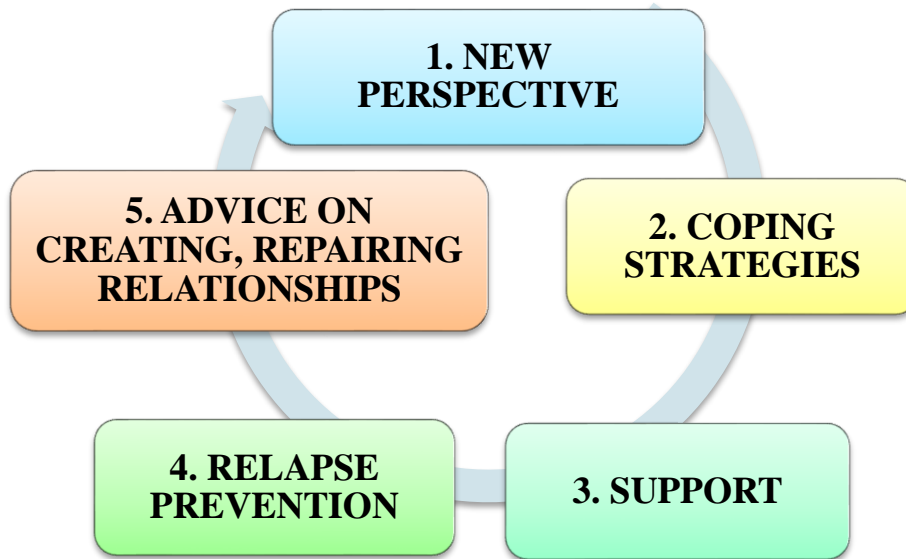 1. NEW
PERSPECTIVE
2. COPING
STRATEGIES
3. SUPPORT
4. RELAPSE
PREVENTION
5. ADVICE ON
CREATING, REPAIRING
RELATIONSHIPS